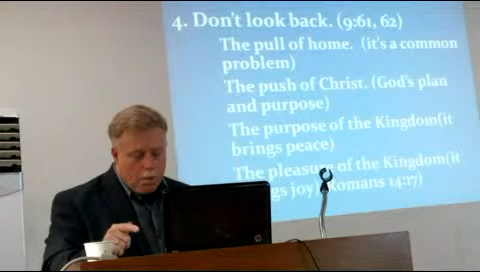 4. Don't look back. (9:61, 62)
The pull of home. (it's a common
problem)
The push of Christ. (God's plan
and purpose)
The purpose of the Kingdom(it
brings peace)
The pleasure of the Kingdom(it
gs joy) Romans 14:17)
hp